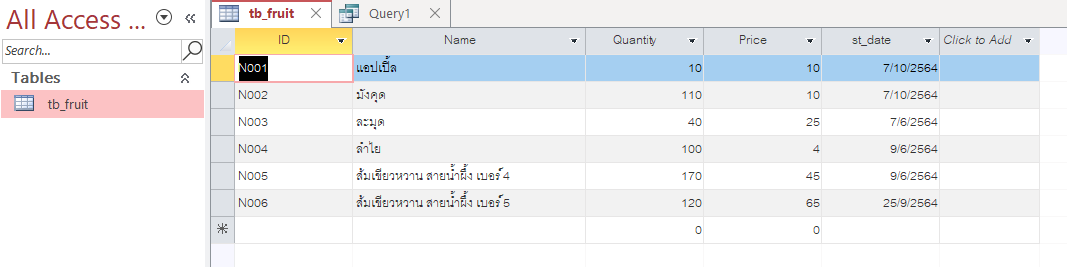 All Access ...
Search...
Tables
tb_fruit
tb_fruit Query1
ID Name Quantity Price st_date Click to Add
N001 แอปเปิ้ล 10 10 7/10/2564
N002 มังคุด 110 10 7/10/2564
N003 ละมุด 40 25 7/6/2564
N004 ลำไย 100 4 9/6/2564
N005 ส้มเขียวหวาน สายน้ำผึ้ง เบอร์ 4 170 45 9/6/2564
N006 ส้มเขียวหวาน สายน้ำผึ้ง เบอร์ 5 120 65 25/9/2564
0 0